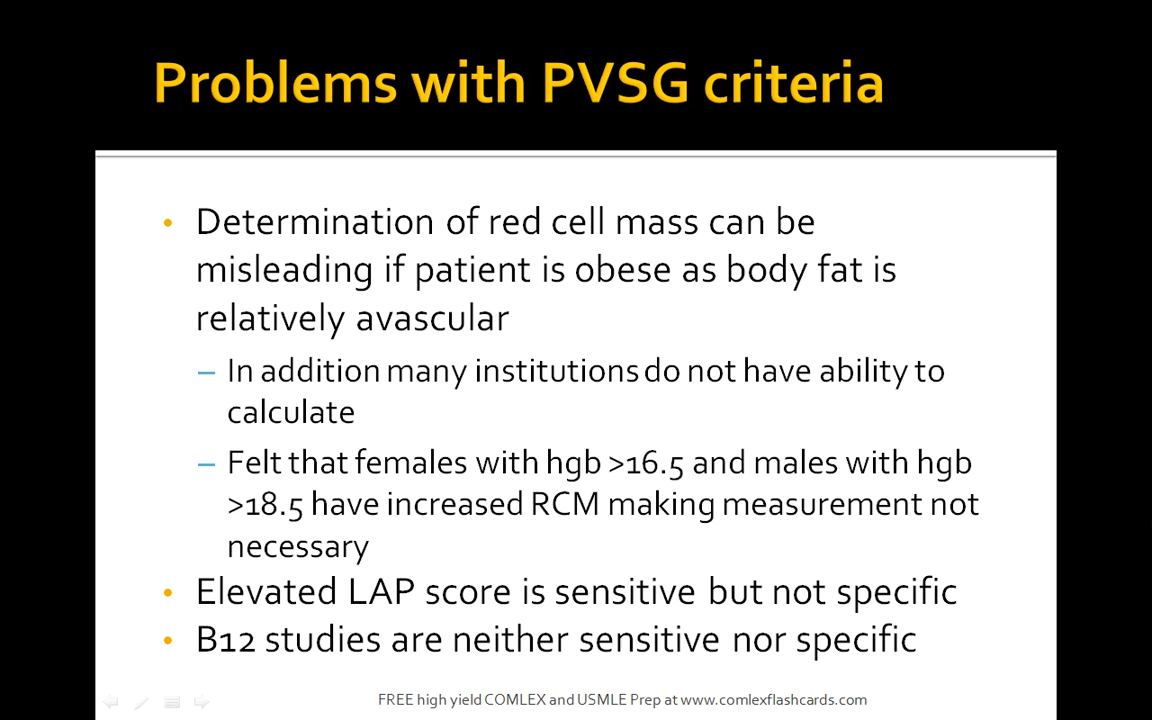 Problems with PVSG criteria
• Determination of red cell mass can be
misleading if patient is obese as body fat is
relatively avascular
– In addition many institutions do not have ability to
calculate
– Felt that females with hgb >16.5 and males with hgb
>18.5 have increased RCM making measurement not
necessary
• Elevated LAP score is sensitive but not specific
• B12 studies are neither sensitive nor specific
FREE high yield COMLEX and USMLE Prep at www.comlexflashcards.com